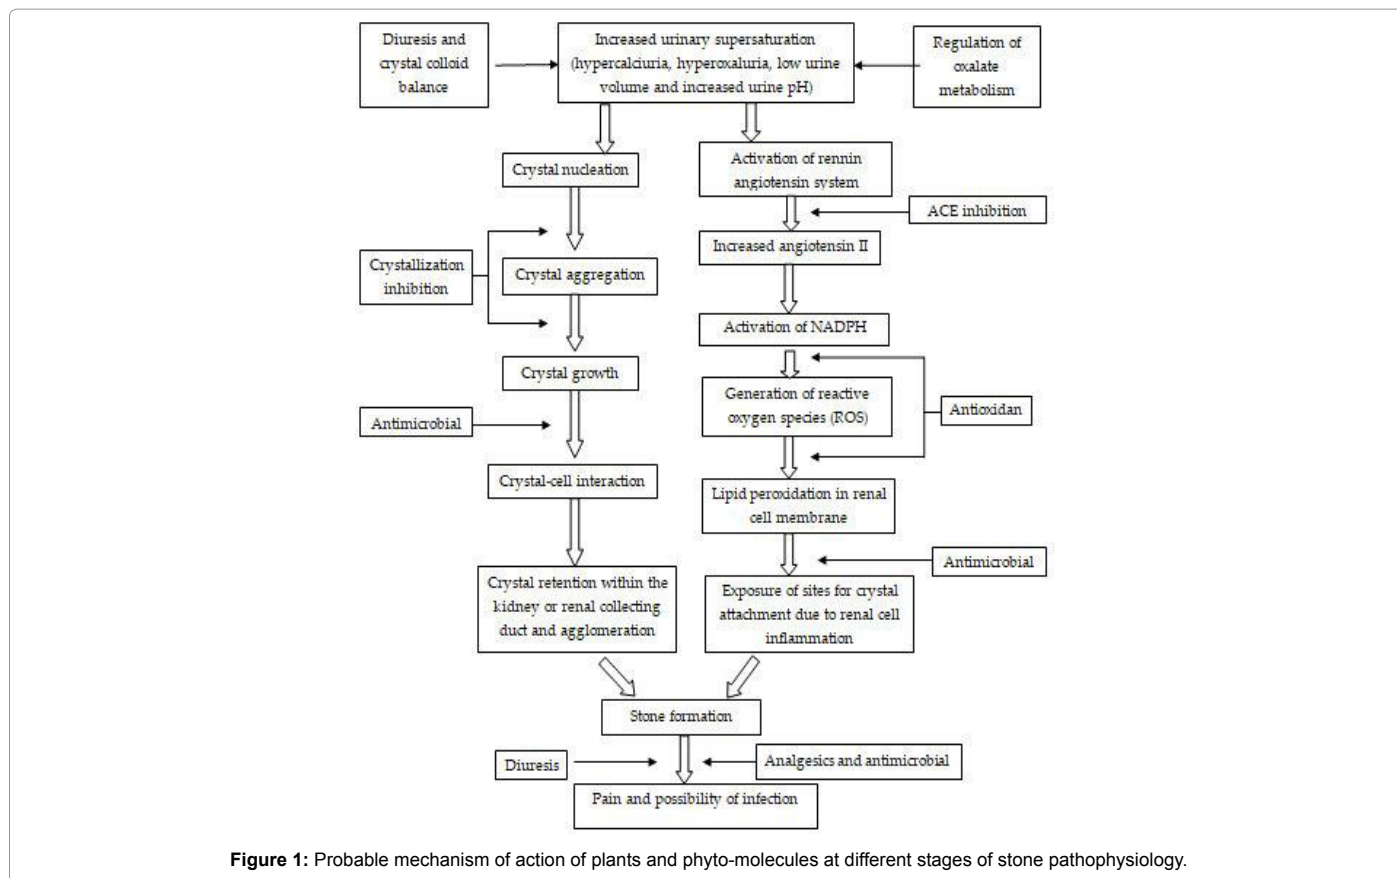 Diuresis and
crystal colloid
balance
Increased urinary supersaturation
(hypercalciuria, hyperoxaluria, low urine
volume and increased urine pH)
Regulation of
oxalate
metabolism
Crystal nucleation
Activation of rennin
angiotensin system
ACE inhibition
Increased angiotensin II
Crystallization
inhibition
Crystal aggregation
Activation of NADPH
Crystal growth
Generation of reactive
oxygen species (ROS)
Antioxidan
Antimicrobial
Crystal-cell interaction
Lipid peroxidation in renal
cell membrane
Antimicrobial
Crystal retention within the
kidney or renal collecting
duct and agglomeration
Exposure of sites for crystal
attachment due to renal cell
inflammation
Stone formation
Diuresis
Analgesics and antimicrobial
Pain and possibility of infection
Figure 1: Probable mechanism of action of plants and phyto-molecules at different stages of stone pathophysiology.